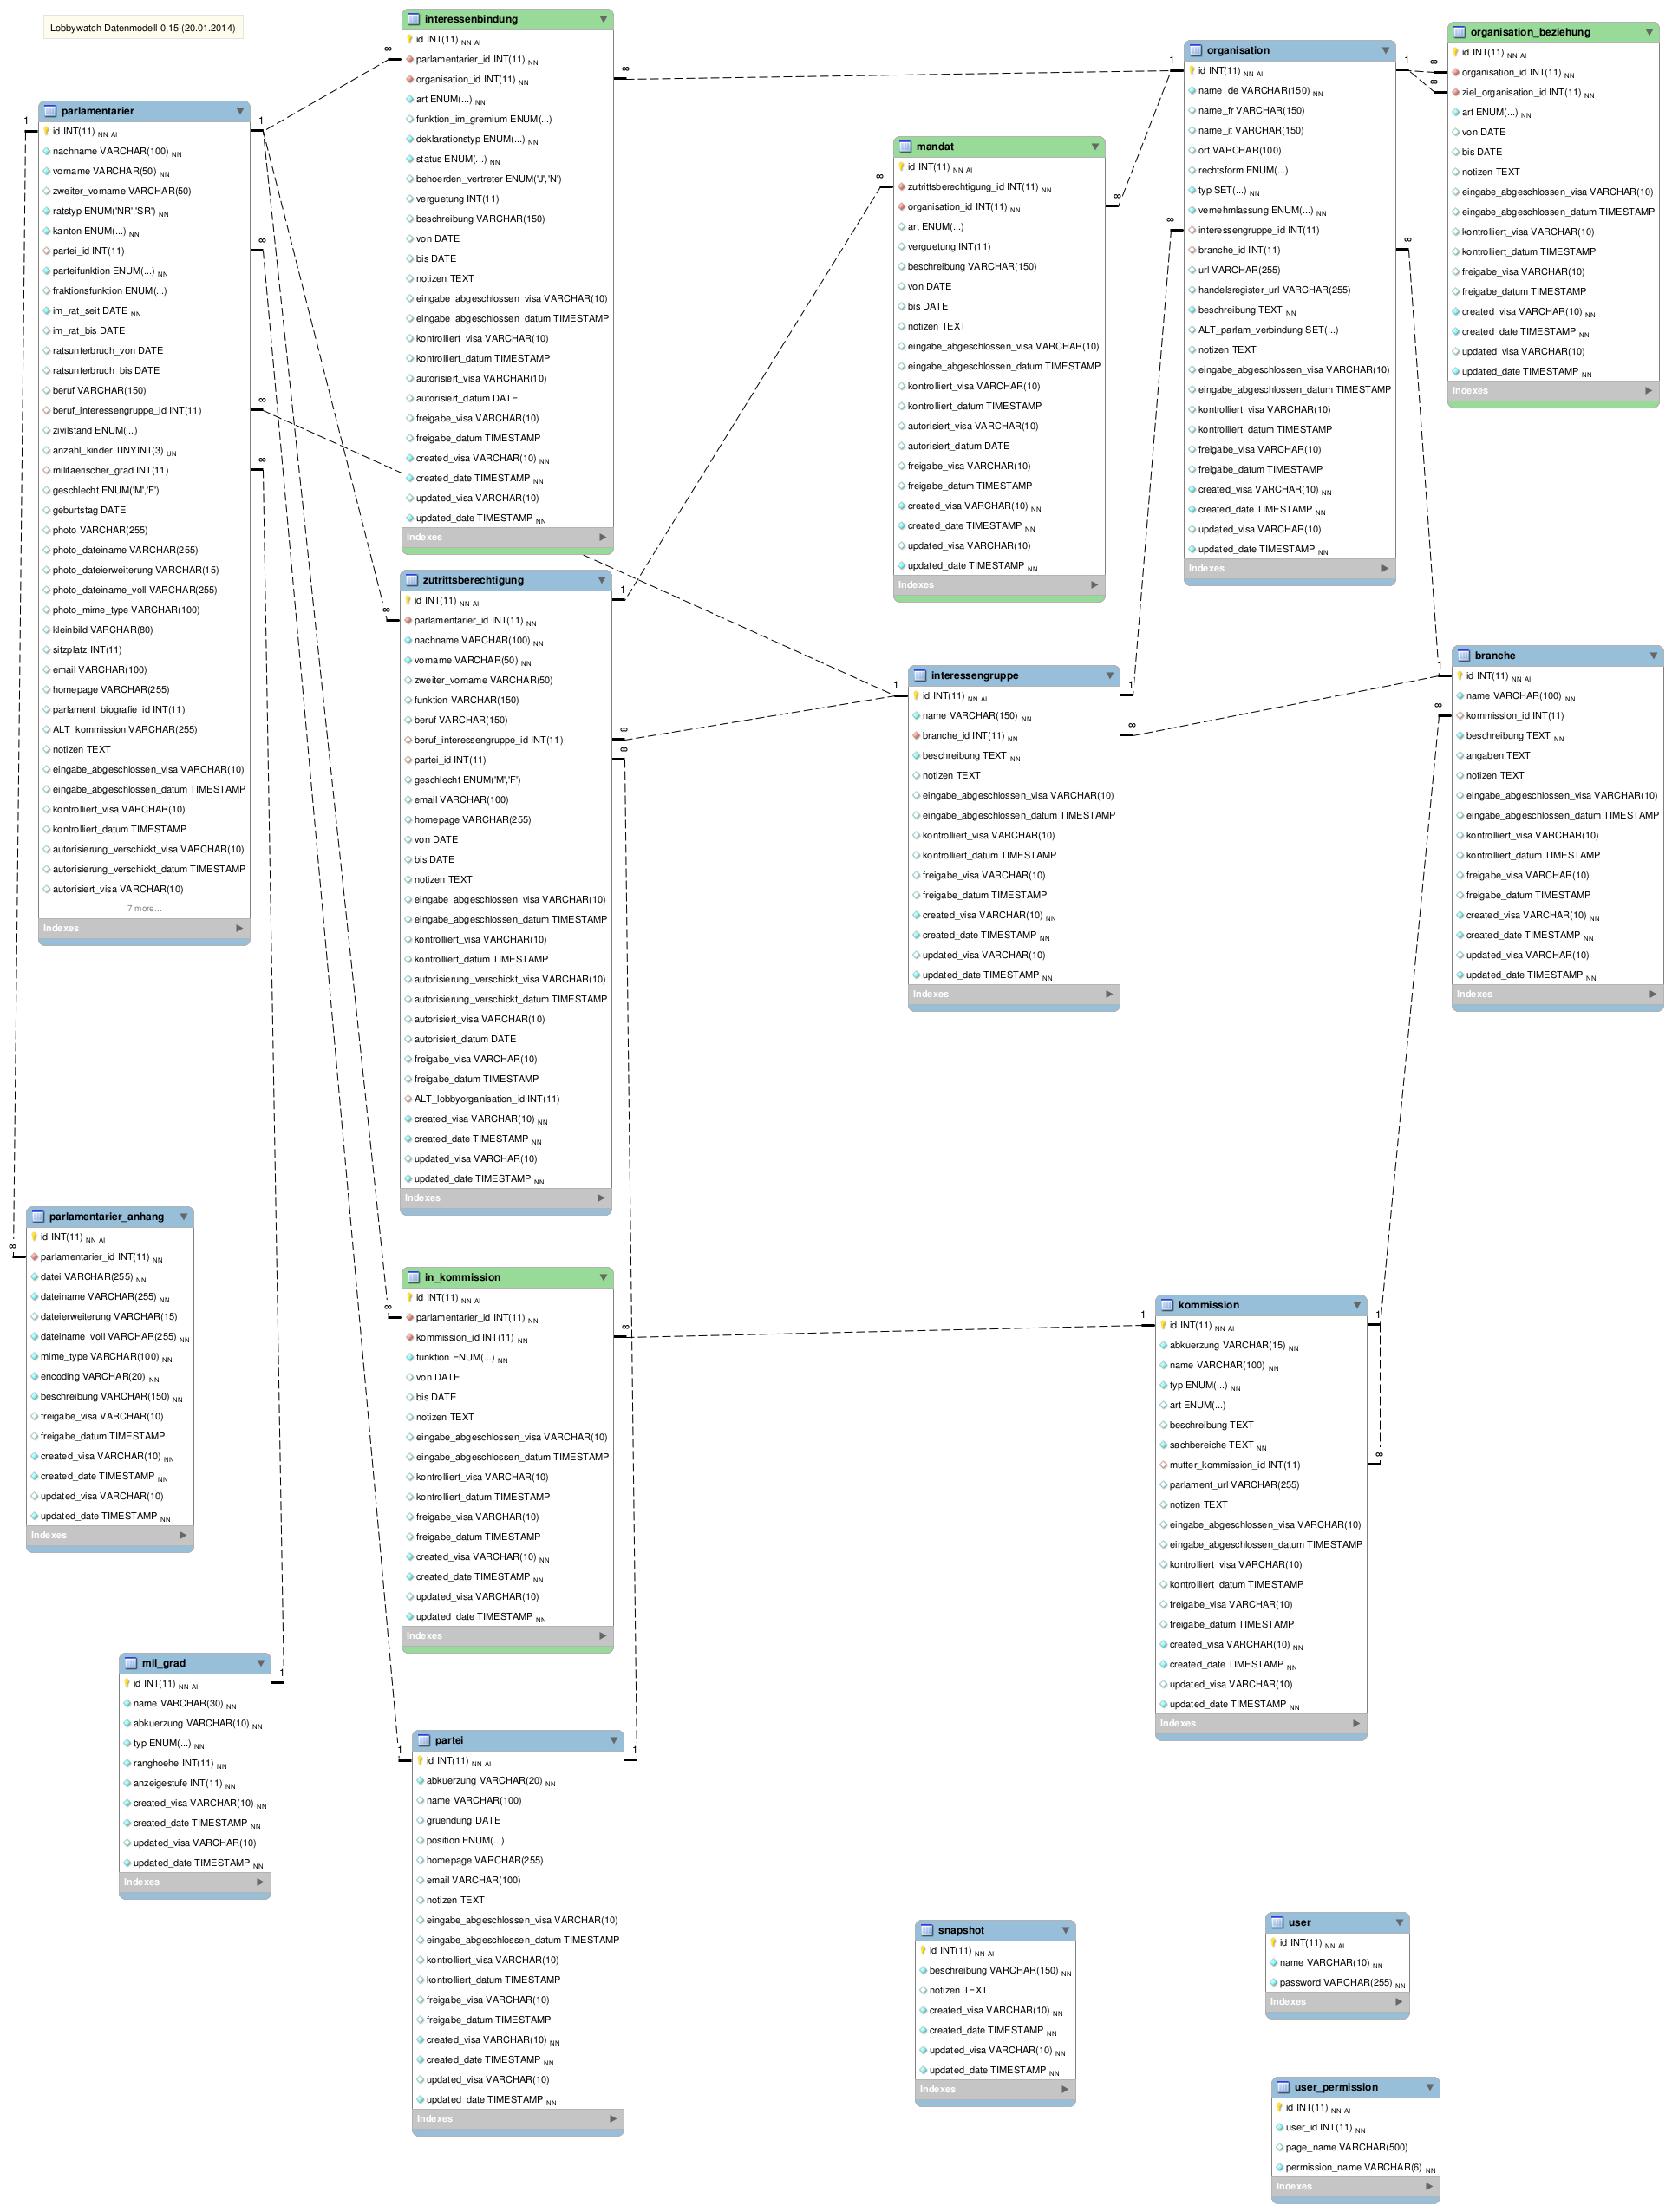 Lobbywatch Datenmodell 0.15 (20.01.2014)
parlamentarier
id INT(11) NN AI
nachname VARCHAR(100) NN
vorname VARCHAR(50) NN
zweiter_vorname VARCHAR(50)
ratstyp ENUM('NR','SR') NN
kanton ENUM(...) NN
partei_id INT(11)
parteifunktion ENUM(...) NN
fraktionsfunktion ENUM(...)
im_rat_seit DATE NN
im_rat_bis DATE
ratsunterbruch_von DATE
ratsunterbruch_bis DATE
beruf VARCHAR(150)
beruf_interessengruppe_id INT(11)
zivilstand ENUM(...)
anzahl_kinder TINYINT(3) UN
militaerischer_grad INT(11)
geschlecht ENUM('M','F')
geburtstag DATE
photo VARCHAR(255)
photo_dateiname VARCHAR(255)
photo_dateierweiterung VARCHAR(15)
photo_dateiname_voll VARCHAR(255)
photo_mime_type VARCHAR(100)
kleinbild VARCHAR(80)
sitzplatz INT(11)
email VARCHAR(100)
homepage VARCHAR(255)
parlament_biografie_id INT(11)
ALT_kommission VARCHAR(255)
notizen TEXT
eingabe_abgeschlossen_visa VARCHAR(10)
eingabe_abgeschlossen_datum TIMESTAMP
kontrolliert_visa VARCHAR(10)
kontrolliert_datum TIMESTAMP
autorisierung_verschickt_visa VARCHAR(10)
autorisierung_verschickt_datum TIMESTAMP
autorisiert_visa VARCHAR(10)
7 more...
Indexes
interessenbindung
id INT(11) NN AI
parlamentarier_id INT(11) NN
organisation_id INT(11) NN
art ENUM(...) NN
funktion_im_gremium ENUM(...)
deklarationstyp ENUM(...) NN
status ENUM(...) NN
behoerden_vertreter ENUM('J','N')
verguetung INT(11)
beschreibung VARCHAR(150)
von DATE
bis DATE
notizen TEXT
eingabe_abgeschlossen_visa VARCHAR(10)
eingabe_abgeschlossen_datum TIMESTAMP
kontrolliert_visa VARCHAR(10)
kontrolliert_datum TIMESTAMP
autorisiert_visa VARCHAR(10)
autorisiert_datum DATE
freigabe_visa VARCHAR(10)
freigabe_datum TIMESTAMP
created_visa VARCHAR(10) NN
created_date TIMESTAMP NN
updated_visa VARCHAR(10)
updated_date TIMESTAMP NN
Indexes
mandat
id INT(11) NN AI
zutrittsberechtigung_id INT(11) NN
organisation_id INT(11) NN
art ENUM(...)
verguetung INT(11)
beschreibung VARCHAR(150)
von DATE
bis DATE
notizen TEXT
eingabe_abgeschlossen_visa VARCHAR(10)
eingabe_abgeschlossen_datum TIMESTAMP
kontrolliert_visa VARCHAR(10)
kontrolliert_datum TIMESTAMP
autorisiert_visa VARCHAR(10)
autorisiert_datum DATE
freigabe_visa VARCHAR(10)
freigabe_datum TIMESTAMP
created_visa VARCHAR(10) NN
created_date TIMESTAMP NN
updated_visa VARCHAR(10)
updated_date TIMESTAMP NN
Indexes
organisation
id INT(11) NN AI
name_de VARCHAR(150) NN
name_fr VARCHAR(150)
name_it VARCHAR(150)
ort VARCHAR(100)
rechtsform ENUM(...)
typ SET(...) NN
vernehmlassung ENUM(...) NN
interessengruppe_id INT(11)
branche_id INT(11)
url VARCHAR(255)
handelsregister_url VARCHAR(255)
beschreibung TEXT NN
ALT_parlam_verbindung SET(...)
notizen TEXT
eingabe_abgeschlossen_visa VARCHAR(10)
eingabe_abgeschlossen_datum TIMESTAMP
kontrolliert_visa VARCHAR(10)
kontrolliert_datum TIMESTAMP
freigabe_visa VARCHAR(10)
freigabe_datum TIMESTAMP
created_visa VARCHAR(10) NN
created_date TIMESTAMP NN
updated_visa VARCHAR(10)
updated_date TIMESTAMP NN
Indexes
organisation_beziehung
id INT(11) NN AI
organisation_id INT(11) NN
ziel_organisation_id INT(11) NN
art ENUM(...) NN
von DATE
bis DATE
notizen TEXT
eingabe_abgeschlossen_visa VARCHAR(10)
eingabe_abgeschlossen_datum TIMESTAMP
kontrolliert_visa VARCHAR(10)
kontrolliert_datum TIMESTAMP
freigabe_visa VARCHAR(10)
freigabe_datum TIMESTAMP
created_visa VARCHAR(10) NN
created_date TIMESTAMP NN
updated_visa VARCHAR(10)
updated_date TIMESTAMP NN
Indexes
zutrittsberechtigung
id INT(11) NN AI
parlamentarier_id INT(11) NN
nachname VARCHAR(100) NN
vorname VARCHAR(50) NN
zweiter_vorname VARCHAR(50)
funktion VARCHAR(150)
beruf VARCHAR(150)
beruf_interessengruppe_id INT(11)
partei_id INT(11)
geschlecht ENUM('M','F')
email VARCHAR(100)
homepage VARCHAR(255)
von DATE
bis DATE
notizen TEXT
eingabe_abgeschlossen_visa VARCHAR(10)
eingabe_abgeschlossen_datum TIMESTAMP
kontrolliert_visa VARCHAR(10)
kontrolliert_datum TIMESTAMP
autorisierung_verschickt_visa VARCHAR(10)
autorisierung_verschickt_datum TIMESTAMP
autorisiert_visa VARCHAR(10)
autorisiert_datum DATE
freigabe_visa VARCHAR(10)
freigabe_datum TIMESTAMP
ALT_lobbyorganisation_id INT(11)
created_visa VARCHAR(10) NN
created_date TIMESTAMP NN
updated_visa VARCHAR(10)
updated_date TIMESTAMP NN
Indexes
interessengruppe
id INT(11) NN AI
name VARCHAR(150) NN
branche_id INT(11) NN
beschreibung TEXT NN
notizen TEXT
eingabe_abgeschlossen_visa VARCHAR(10)
eingabe_abgeschlossen_datum TIMESTAMP
kontrolliert_visa VARCHAR(10)
kontrolliert_datum TIMESTAMP
freigabe_visa VARCHAR(10)
freigabe_datum TIMESTAMP
created_visa VARCHAR(10) NN
created_date TIMESTAMP NN
updated_visa VARCHAR(10)
updated_date TIMESTAMP NN
Indexes
branche
id INT(11) NN AI
name VARCHAR(100) NN
kommission_id INT(11)
beschreibung TEXT NN
angaben TEXT
notizen TEXT
eingabe_abgeschlossen_visa VARCHAR(10)
eingabe_abgeschlossen_datum TIMESTAMP
kontrolliert_visa VARCHAR(10)
kontrolliert_datum TIMESTAMP
freigabe_visa VARCHAR(10)
freigabe_datum TIMESTAMP
created_visa VARCHAR(10) NN
created_date TIMESTAMP NN
updated_visa VARCHAR(10)
updated_date TIMESTAMP NN
Indexes
parlamentarier_anhang
id INT(11) NN AI
parlamentarier_id INT(11) NN
datei VARCHAR(255) NN
dateiname VARCHAR(255) NN
dateierweiterung VARCHAR(15)
dateiname_voll VARCHAR(255) NN
mime_type VARCHAR(100) NN
encoding VARCHAR(20) NN
beschreibung VARCHAR(150) NN
freigabe_visa VARCHAR(10)
freigabe_datum TIMESTAMP
created_visa VARCHAR(10) NN
created_date TIMESTAMP NN
updated_visa VARCHAR(10)
updated_date TIMESTAMP NN
Indexes
in_kommission
id INT(11) NN AI
parlamentarier_id INT(11) NN
kommission_id INT(11) NN
funktion ENUM(...) NN
von DATE
bis DATE
notizen TEXT
eingabe_abgeschlossen_visa VARCHAR(10)
eingabe_abgeschlossen_datum TIMESTAMP
kontrolliert_visa VARCHAR(10)
kontrolliert_datum TIMESTAMP
freigabe_visa VARCHAR(10)
freigabe_datum TIMESTAMP
created_visa VARCHAR(10) NN
created_date TIMESTAMP NN
updated_visa VARCHAR(10)
updated_date TIMESTAMP NN
Indexes
kommission
id INT(11) NN AI
abkuerzung VARCHAR(15) NN
name VARCHAR(100) NN
typ ENUM(...) NN
art ENUM(...)
beschreibung TEXT
sachbereiche TEXT NN
mutter_kommission_id INT(11)
parlament_url VARCHAR(255)
notizen TEXT
eingabe_abgeschlossen_visa VARCHAR(10)
eingabe_abgeschlossen_datum TIMESTAMP
kontrolliert_visa VARCHAR(10)
kontrolliert_datum TIMESTAMP
freigabe_visa VARCHAR(10)
freigabe_datum TIMESTAMP
created_visa VARCHAR(10) NN
created_date TIMESTAMP NN
updated_visa VARCHAR(10)
updated_date TIMESTAMP NN
Indexes
mil_grad
id INT(11) NN AI
name VARCHAR(30) NN
abkuerzung VARCHAR(10) NN
typ ENUM(...) NN
ranghoehe INT(11) NN
anzeigestufe INT(11) NN
created_visa VARCHAR(10) NN
created_date TIMESTAMP NN
updated_visa VARCHAR(10)
updated_date TIMESTAMP NN
Indexes
partei
id INT(11) NN AI
abkuerzung VARCHAR(20) NN
name VARCHAR(100)
gruendung DATE
position ENUM(...)
homepage VARCHAR(255)
email VARCHAR(100)
notizen TEXT
eingabe_abgeschlossen_visa VARCHAR(10)
eingabe_abgeschlossen_datum TIMESTAMP
kontrolliert_visa VARCHAR(10)
kontrolliert_datum TIMESTAMP
freigabe_visa VARCHAR(10)
freigabe_datum TIMESTAMP
created_visa VARCHAR(10) NN
created_date TIMESTAMP NN
updated_visa VARCHAR(10)
updated_date TIMESTAMP NN
Indexes
snapshot
id INT(11) NN AI
beschreibung VARCHAR(150) NN
notizen TEXT
created_visa VARCHAR(10) NN
created_date TIMESTAMP NN
updated_visa VARCHAR(10) NN
updated_date TIMESTAMP NN
Indexes
user
id INT(11) NN AI
name VARCHAR(10) NN
password VARCHAR(255) NN
Indexes
user_permission
id INT(11) NN AI
user_id INT(11) NN
page_name VARCHAR(500)
permission_name VARCHAR(6) NN
Indexes